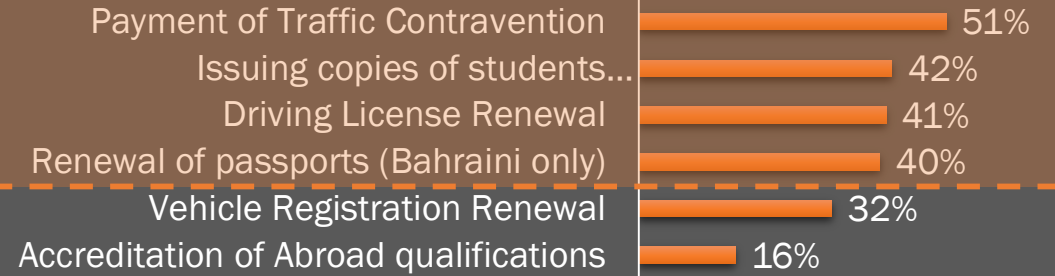 Payment of Traffic Contravention 51%
Issuing copies of students... 42%
Driving License Renewal 41%
Renewal of passports (Bahraini only) 40%
Vehicle Registration Renewal 32%
Accreditation of Abroad qualifications 16%